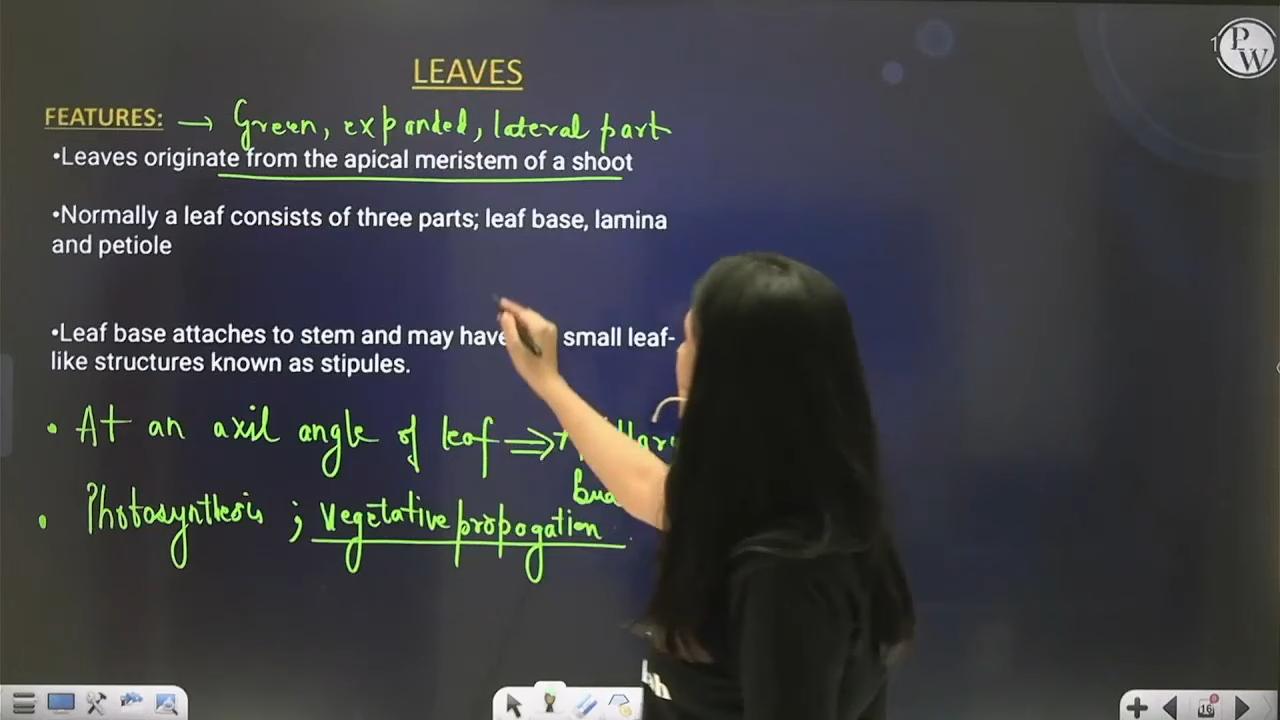 P
W
LEAVES
FEATURES: → Green, expanded, lateral part
•Leaves originate from the apical meristem of a shoot
•Normally a leaf consists of three parts; leaf base, lamina
and petiole
•Leaf base attaches to stem and may have small leaf-
like structures known as stipules.
• At an axil angle of leaf ⇒
• Photosynthesis ; vegetative propogation
16